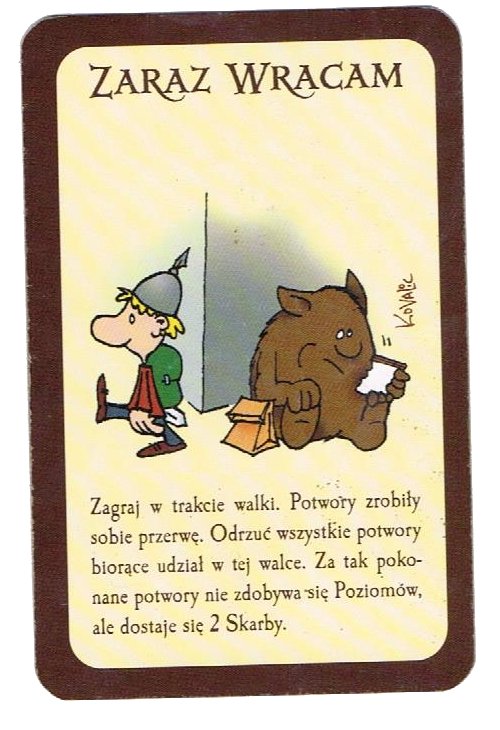 Zaraz Wracam
Kovalic
Zagraj w trakcie walki. Potwory zrobiły
sobie przerwę. Odrzuć wszystkie potwory
biorące udział w tej walce. Za tak poko-
nane potwory nie zdobywa się Poziomów,
ale dostaje się 2 Skarby.